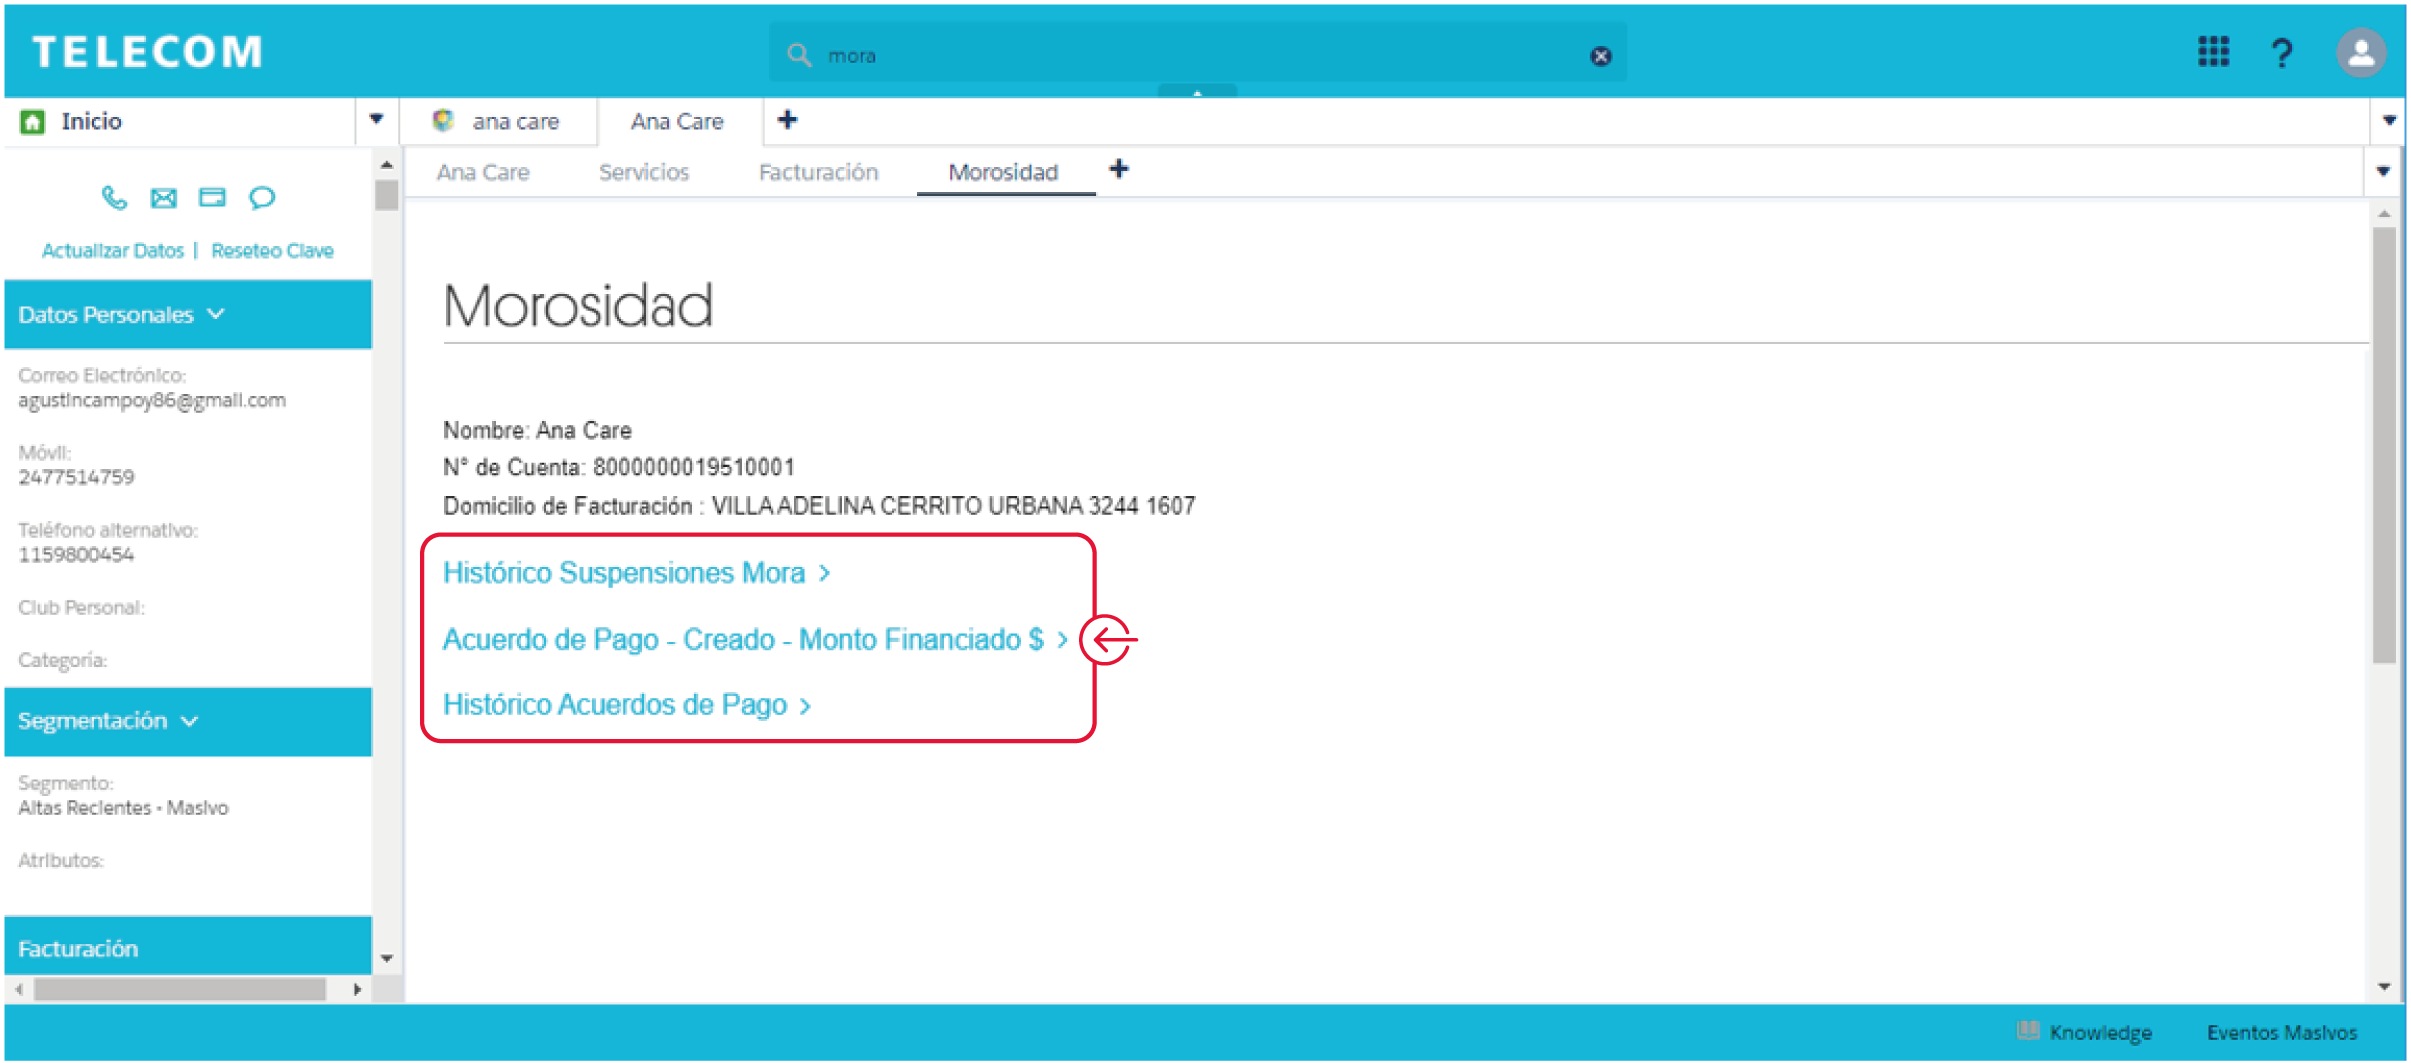 TELECOM
mora
Inicio
ana care
Ana Care
Ana Care
Servicios
Facturación
Morosidad
Actualizar Datos | Reseteo Clave
Datos Personales
Correo Electrónico:
agustincampoy86@gmail.com
Móvil:
2477514759
Teléfono alternativo:
1159800454
Club Personal:
Categoría:
Segmentación
Segmento:
Altas Recientes - Masivo
Atributos:
Facturación
Morosidad
Nombre: Ana Care
N° de Cuenta: 8000000019510001
Domicilio de Facturación : VILLA ADELINA CERRITO URBANA 3244 1607
Histórico Suspensiones Mora >
Acuerdo de Pago - Creado - Monto Financiado $ >
Histórico Acuerdos de Pago >
Knowledge
Eventos Masivos